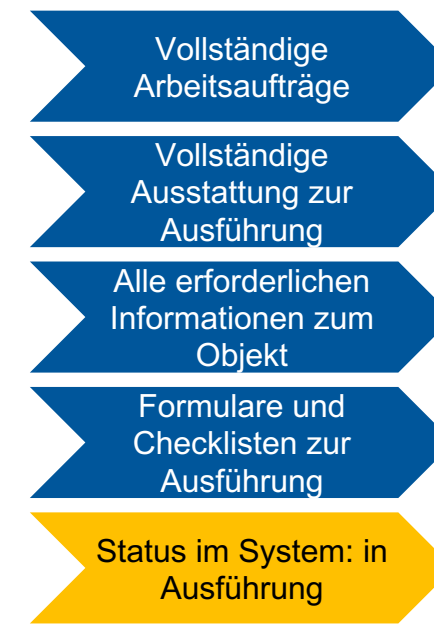 Vollständige
Arbeitsaufträge
Vollständige
Ausstattung zur
Ausführung
Alle erforderlichen
Informationen zum
Objekt
Formulare und
Checklisten zur
Ausführung
Status im System: in
Ausführung